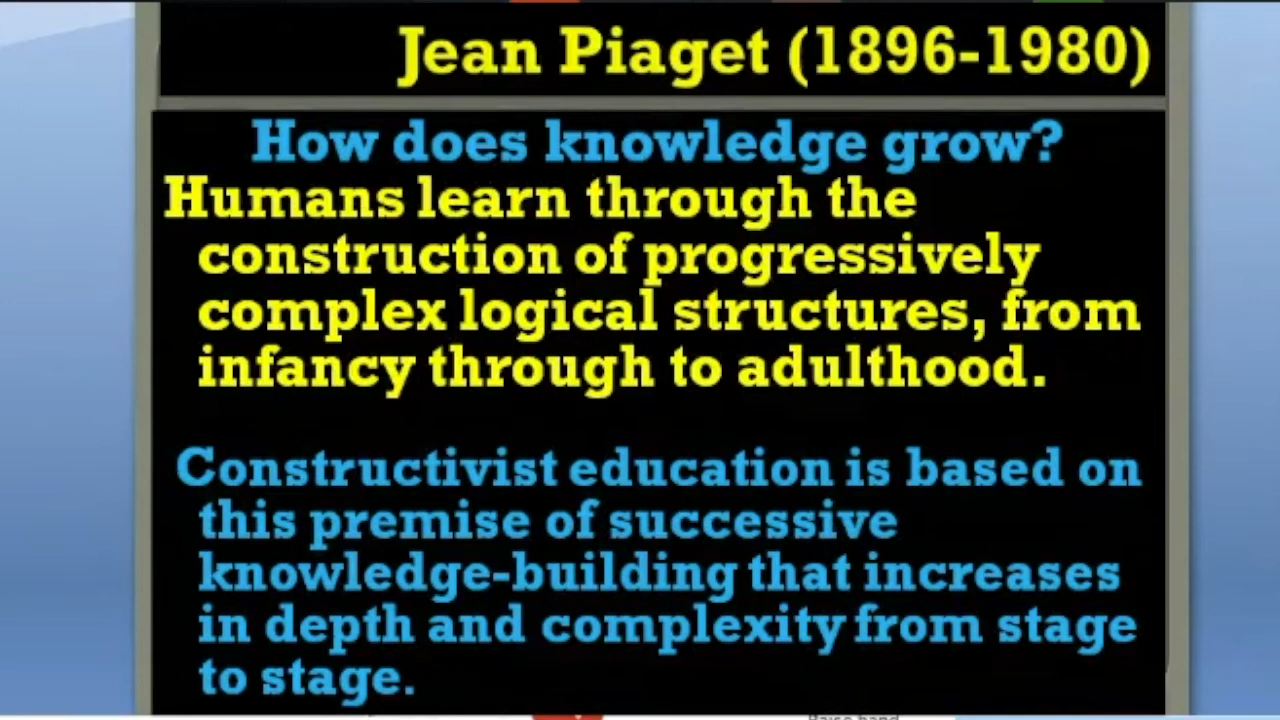 Jean Piaget (1896-1980)
How does knowledge grow?
Humans learn through the
construction of progressively
complex logical structures, from
infancy through to adulthood.
Constructivist education is based on
this premise of successive
knowledge-building that increases
in depth and complexity from stage
to stage.